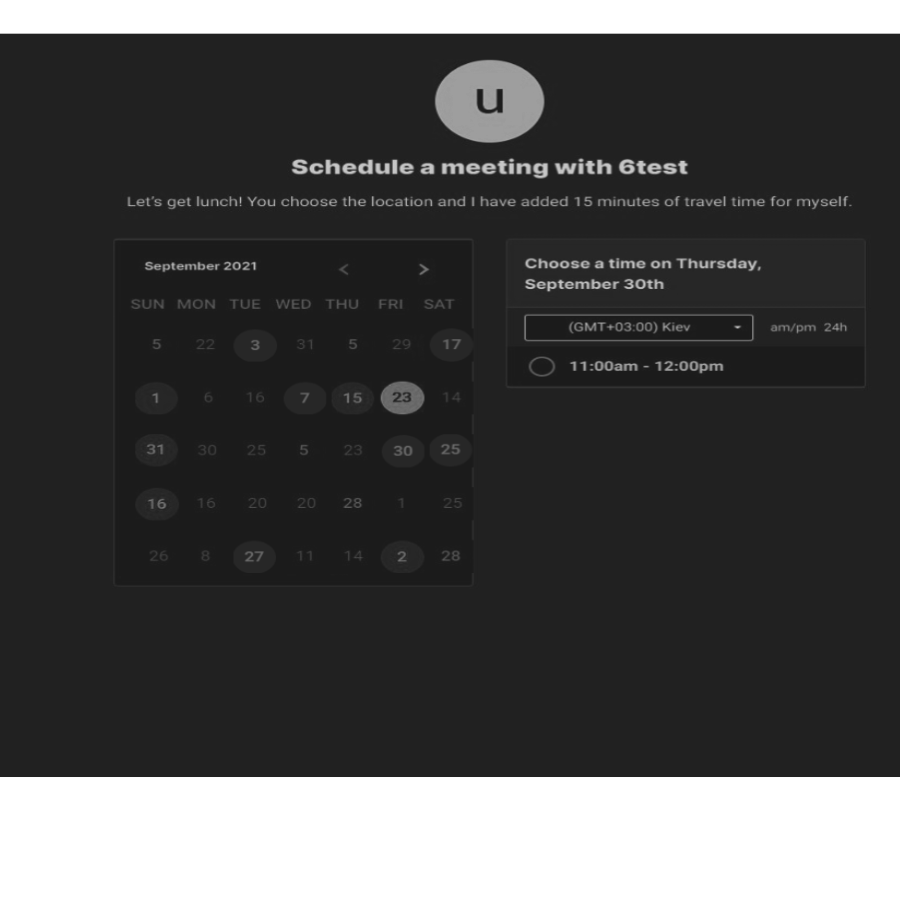 u
Schedule a meeting with 6test
Let's get lunch! You choose the location and I have added 15 minutes of travel time for myself.
September 2021 < >
SUN MON TUE WED THU FRI SAT
5 22 3 31 5 29 17
1 6 16 7 15 23 14
31 30 25 5 23 30 25
16 16 20 20 28 1 25
26 8 27 11 14 2 28
Choose a time on Thursday,
September 30th
(GMT+03:00) Kiev am/pm 24h
11:00am - 12:00pm